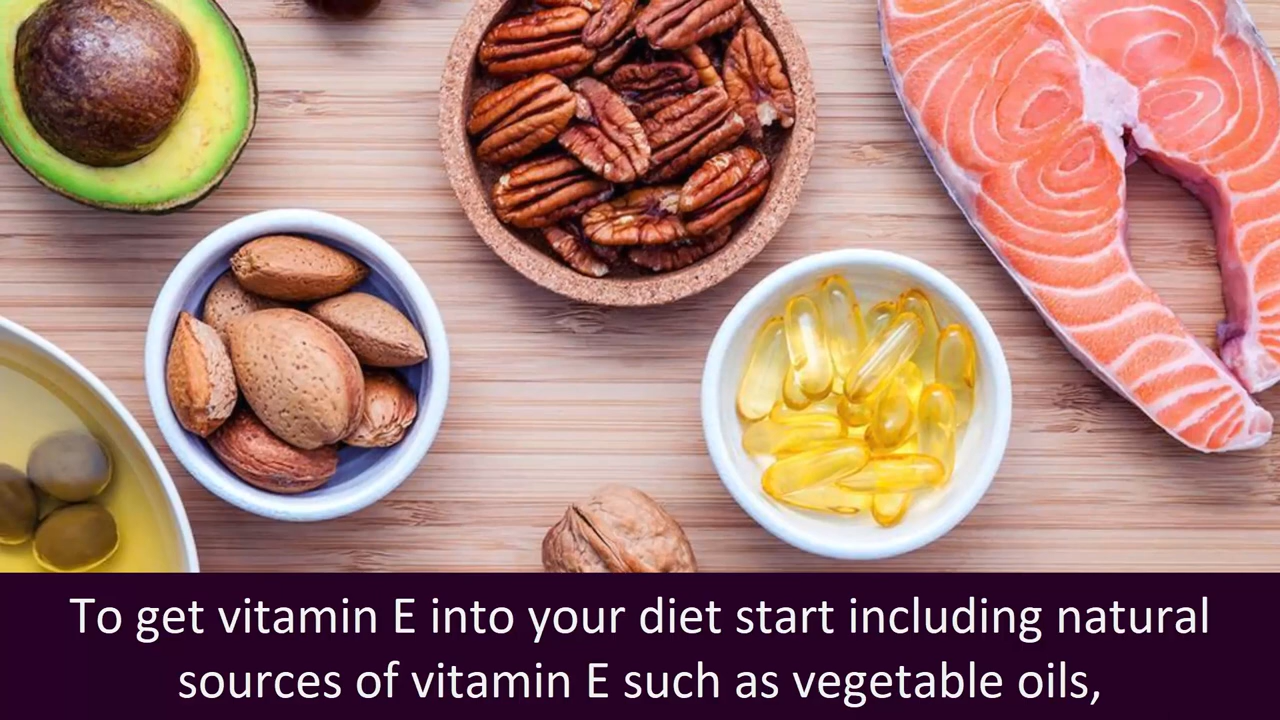 To get vitamin E into your diet start including natural
sources of vitamin E such as vegetable oils,